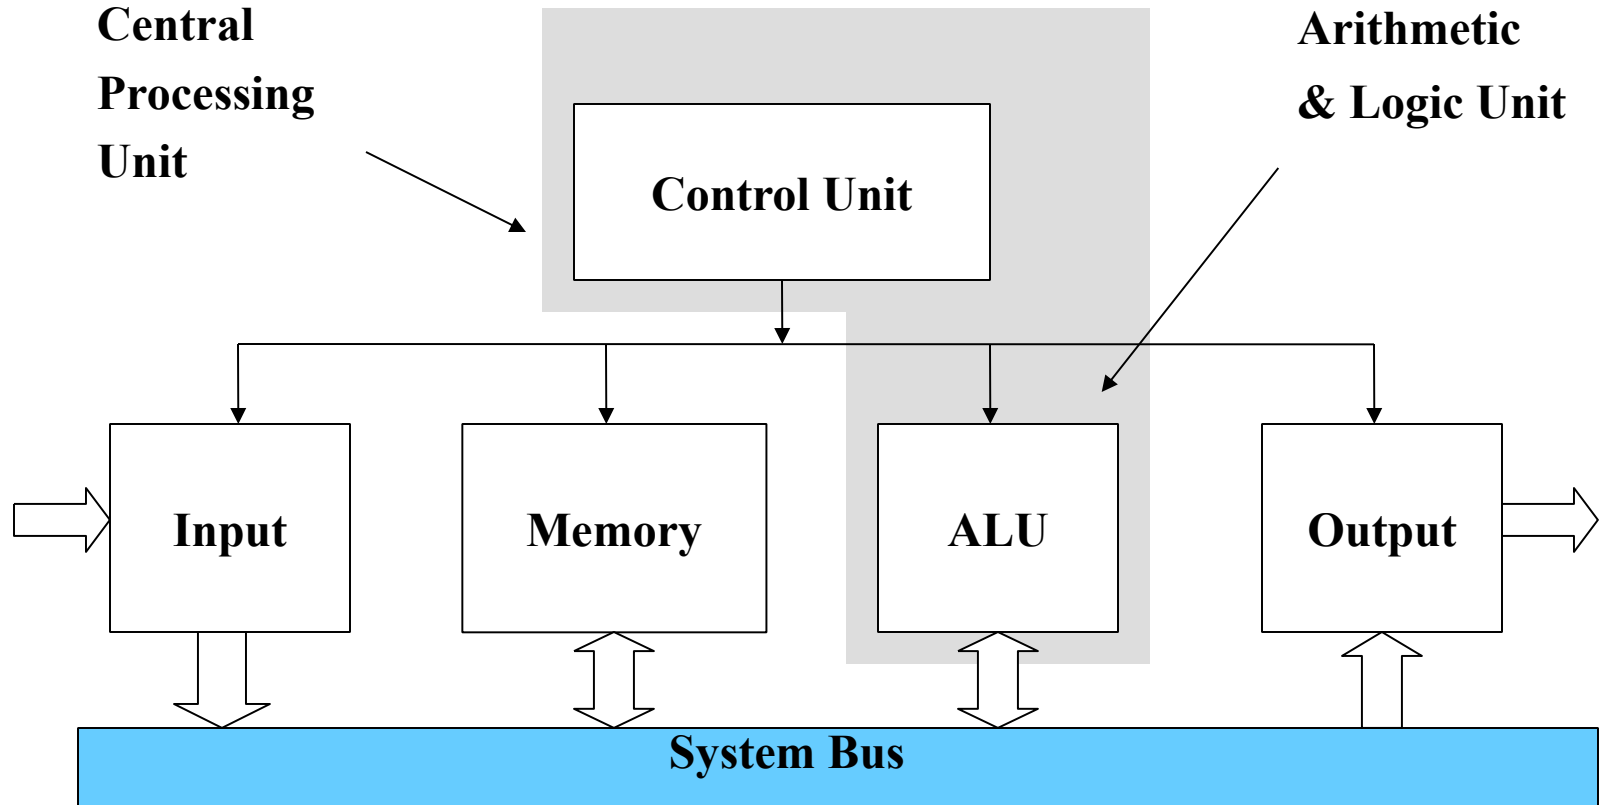 Central
Processing
Unit
Arithmetic
& Logic Unit
Control Unit
Input
Memory
ALU
Output
System Bus